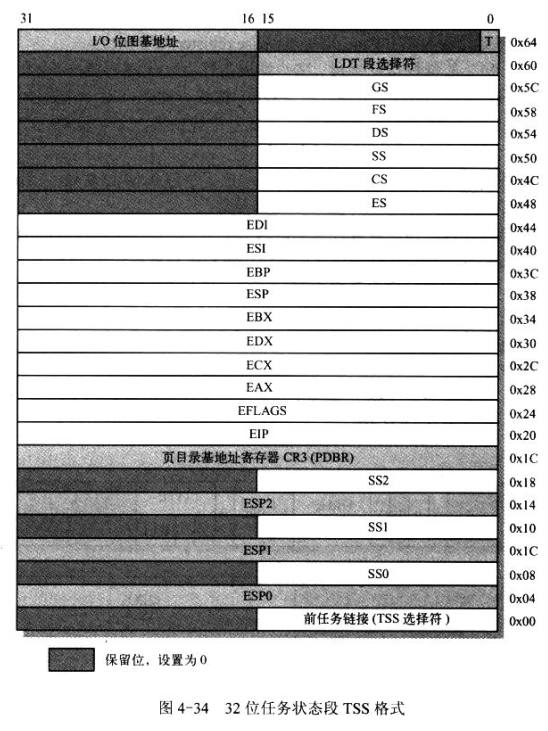 31 16 15 0
I/O 位图基地址 T 0x64
LDT 段选择符 0x60
GS 0x5C
FS 0x58
DS 0x54
SS 0x50
CS 0x4C
ES 0x48
EDI 0x44
ESI 0x40
EBP 0x3C
ESP 0x38
EBX 0x34
EDX 0x30
ECX 0x2C
EAX 0x28
EFLAGS 0x24
EIP 0x20
页目录基地址寄存器 CR3 (PDBR) 0x1C
SS2 0x18
ESP2 0x14
SS1 0x10
ESP1 0x1C
SS0 0x08
ESP0 0x04
前任务链接 (TSS 选择符) 0x00
保留位，设置为 0
图 4-34 32 位任务状态段 TSS 格式